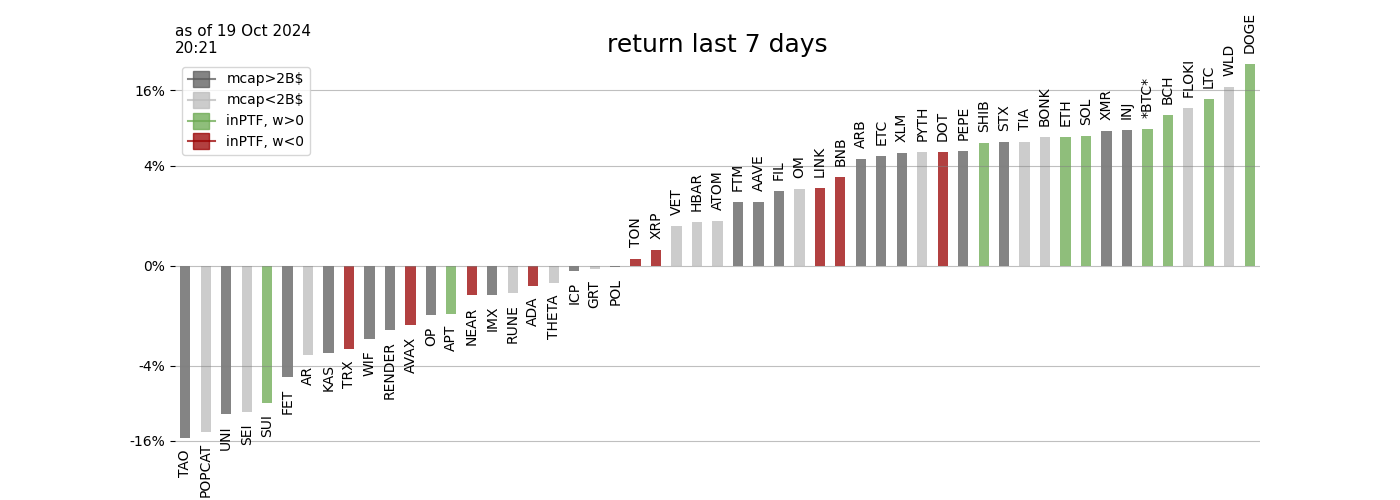 as of 19 Oct 2024
20:21
return last 7 days
mcap>2B$
mcap<2B$
inPTF, w>0
inPTF, w<0
16%
4%
0%
-4%
-16%
TAO
POPCAT
UNI
SEI
SUI
FET
AR
KAS
TRX
WIF
RENDER
AVAX
OP
APT
NEAR
IMX
RUNE
ADA
THETA
ICP
GRT
POL
TON
XRP
VET
HBAR
ATOM
FTM
AAVE
FIL
OM
LINK
BNB
ARB
ETC
XLM
PYTH
DOT
PEPE
SHIB
STX
TIA
BONK
ETH
SOL
XMR
INJ
*BTC*
BCH
FLOKI
LTC
WLD
DOGE